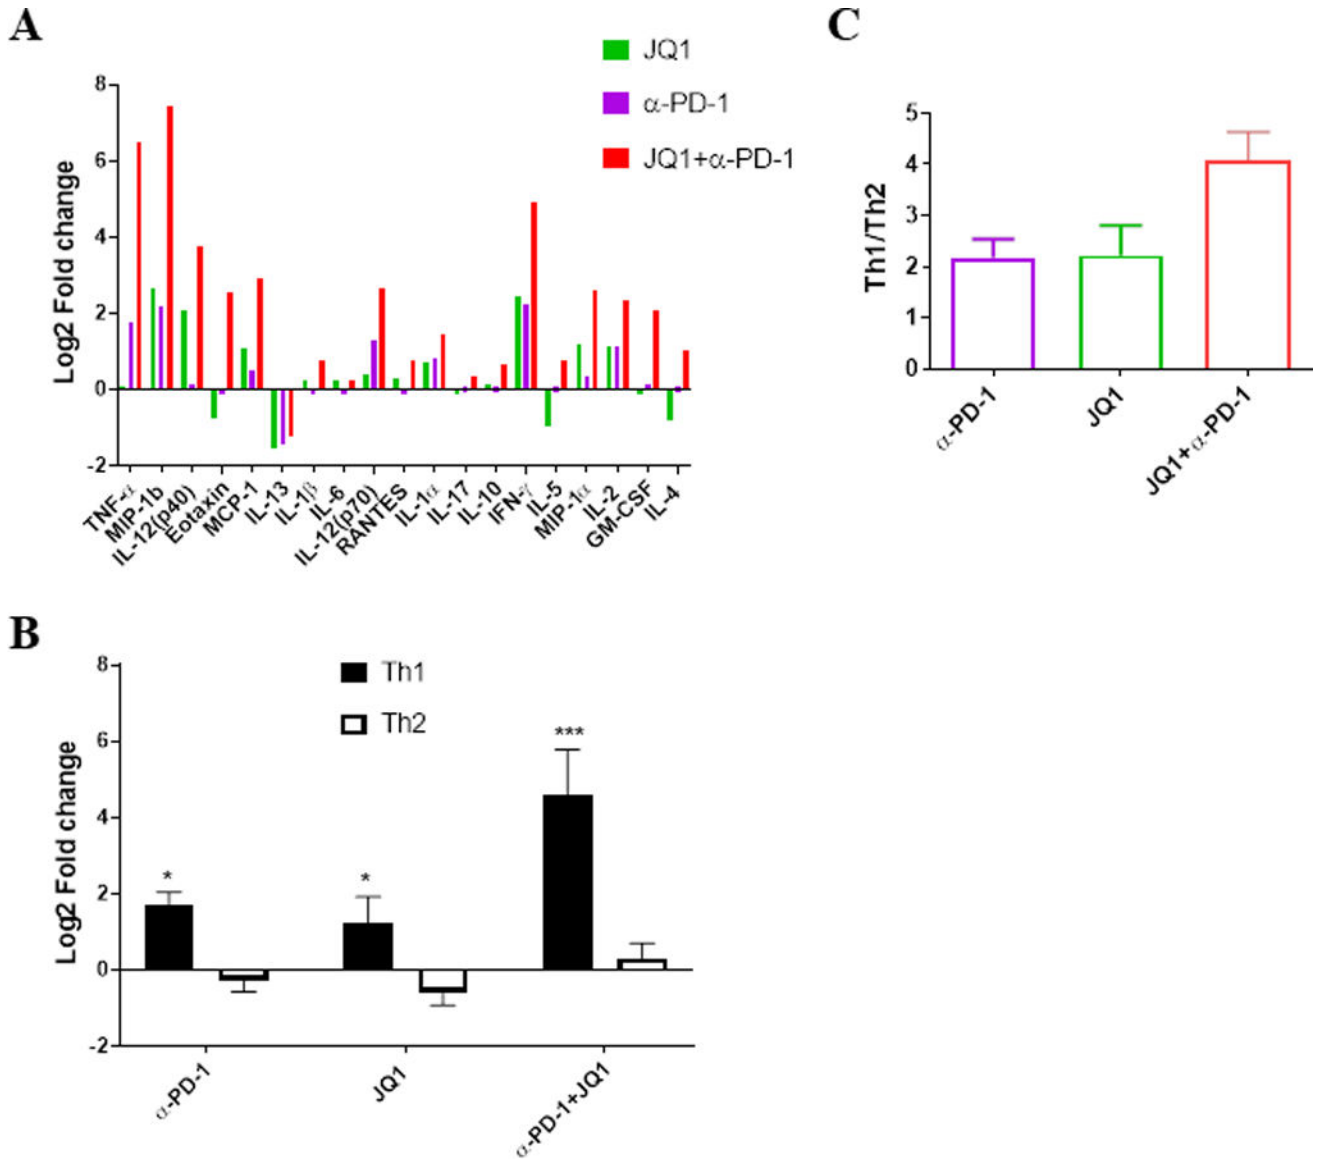 A
JQ1
α-PD-1
JQ1+α-PD-1
Log2 Fold change
8
6
4
2
0
-2
TNF-α
MIP-1b
IL-12(p40)
Eotaxin
MCP-1
IL-13
IL-1β
IL-6
IL-12(p70)
RANTES
IL-1α
IL-17
IL-10
IFN-γ
IL-5
MIP-1α
IL-2
GM-CSF
IL-4
C
Th1/Th2
5
4
3
2
1
0
α-PD-1
JQ1
JQ1+α-PD-1
B
Th1
Th2
Log2 Fold change
8
6
4
2
0
-2
*
*
***
α-PD-1
JQ1
α-PD-1+JQ1